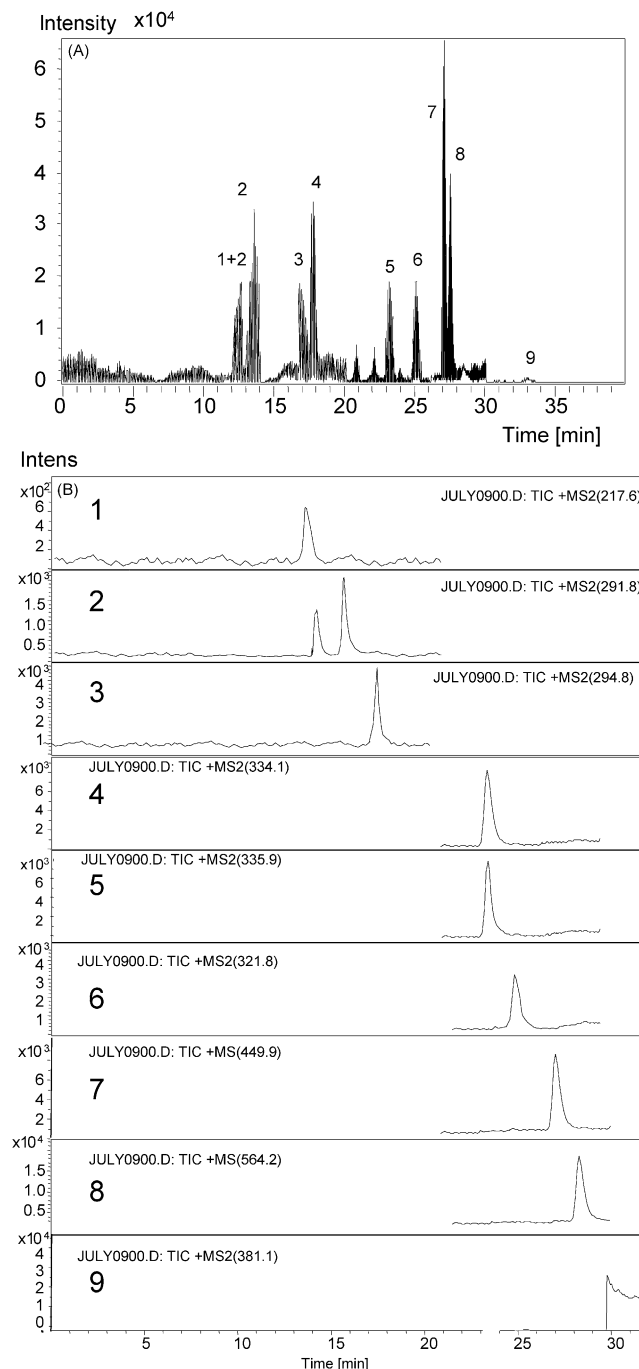 Intensity x10⁴
(A)
7
6
8
5
4
4
2
3
1+2
3
2
5
6
1
9
0
0 5 10 15 20 25 30 35
Time [min]
Intens
x10²
(B)
1
JULY0900.D: TIC +MS2(217.6)
6
4
2
x10³
2
JULY0900.D: TIC +MS2(291.8)
1.5
1.0
0.5
x10³
3
JULY0900.D: TIC +MS2(294.8)
4
3
2
1
x10³
JULY0900.D: TIC +MS2(334.1)
4
6
4
2
x10³
JULY0900.D: TIC +MS2(335.9)
5
6
4
2
x10³
JULY0900.D: TIC +MS2(321.8)
6
4
3
2
1
x10³
JULY0900.D: TIC +MS(449.9)
7
6
4
2
x10⁴
JULY0900.D: TIC +MS(564.2)
8
1.5
1.0
0.5
x10⁴
JULY0900.D: TIC +MS2(381.1)
9
4
3
2
1
0
5 10 15 20 25 30
Time [min]